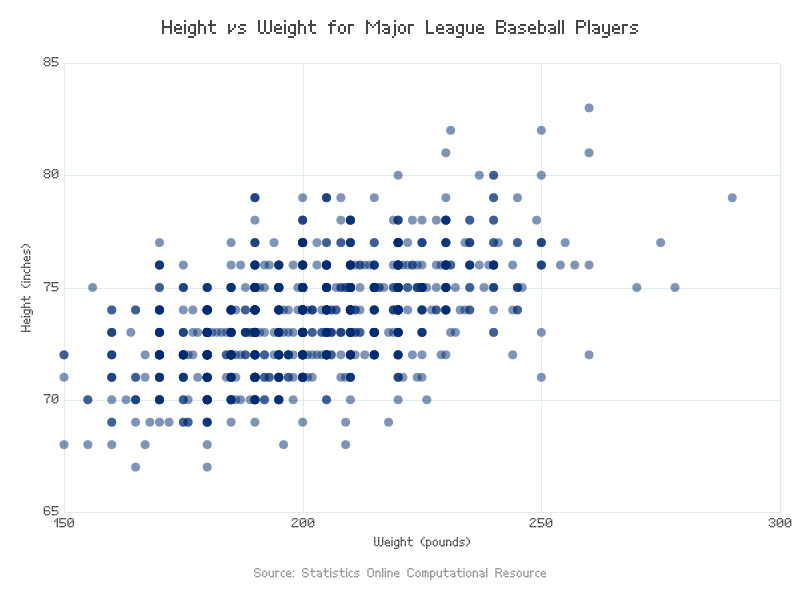 Height vs Weight for Major League Baseball Players
85
80
75
70
65
Height (inches)
150
200
250
300
Weight (pounds)
Source: Statistics Online Computational Resource